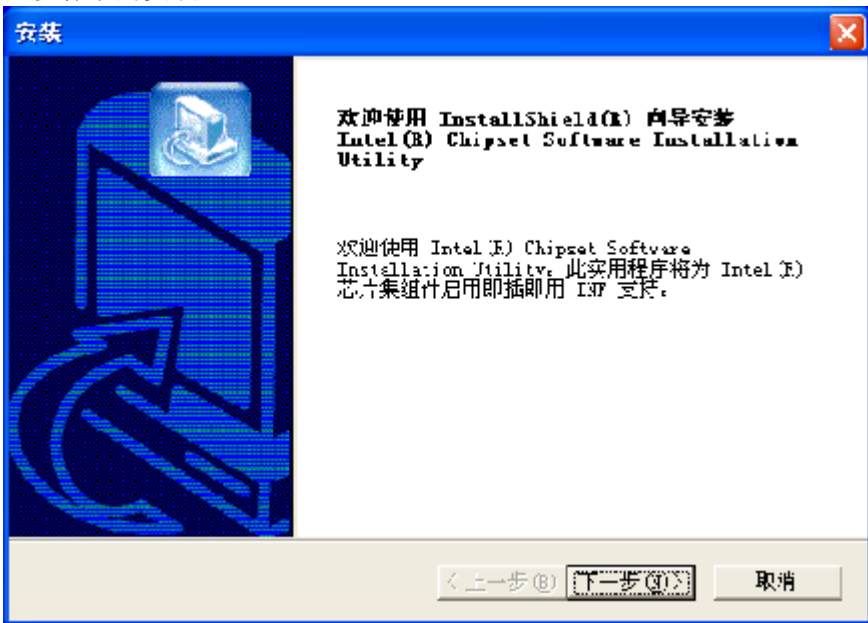 安装
欢迎使用 InstallShield(R) 向导安装
Intel(R) Chipset Software Installation
Utility
欢迎使用 Intel(R) Chipset Software
Installation Utility。此实用程序将为 Intel(R)
芯片集组件启用即插即用 INF 支持。
< 上一步(B) 下一步(N) > 取消